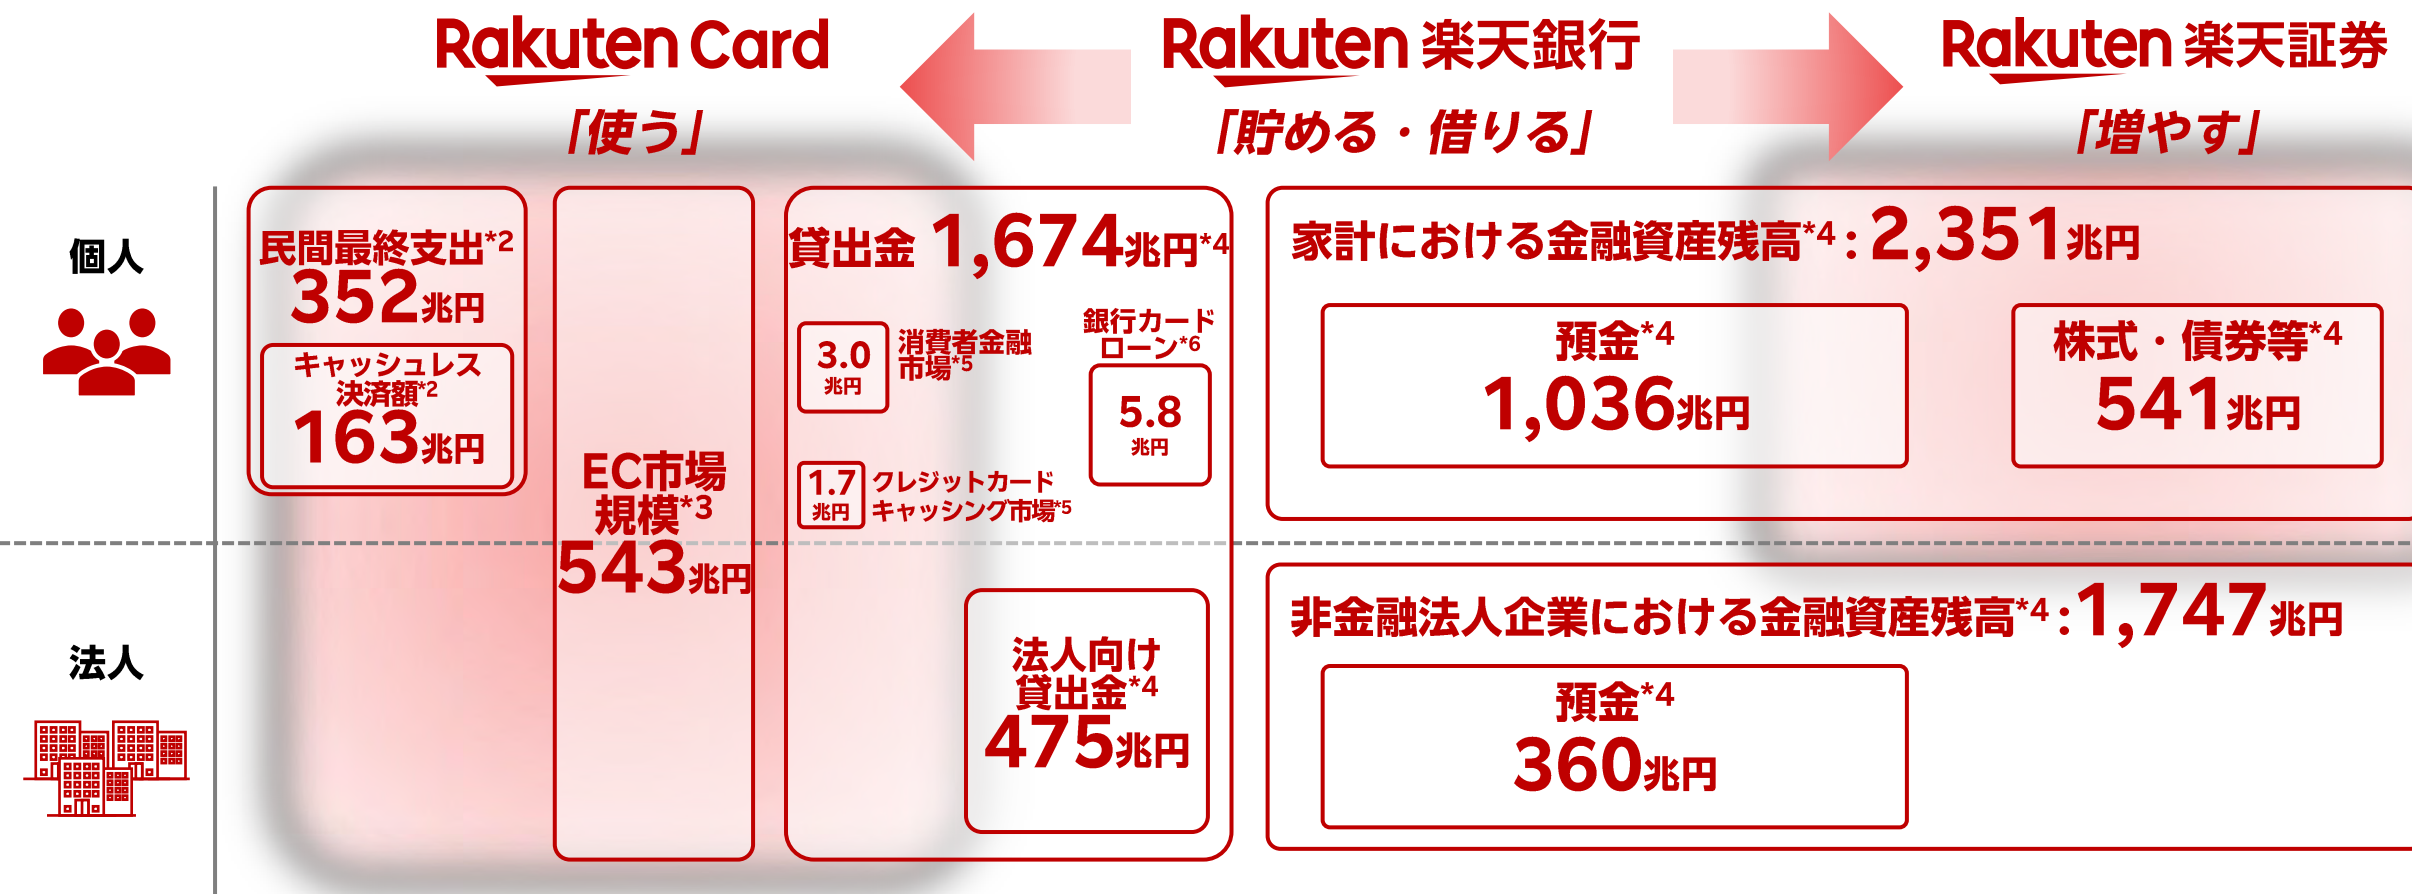 Rakuten Card
Rakuten 楽天銀行
Rakuten 楽天証券
「使う」
「貯める・借りる」
「増やす」
個人
民間最終支出*2
352兆円
キャッシュレス
決済額*2
163兆円
EC市場
規模*3
543兆円
貸出金 1,674兆円*4
3.0
兆円
消費者金融
市場*5
銀行カード
ローン*6
5.8
兆円
1.7
兆円
クレジットカード
キャッシング市場*5
家計における金融資産残高*4 : 2,351兆円
預金*4
1,036兆円
株式・債券等*4
541兆円
法人
法人向け
貸出金*4
475兆円
非金融法人企業における金融資産残高*4 : 1,747兆円
預金*4
360兆円